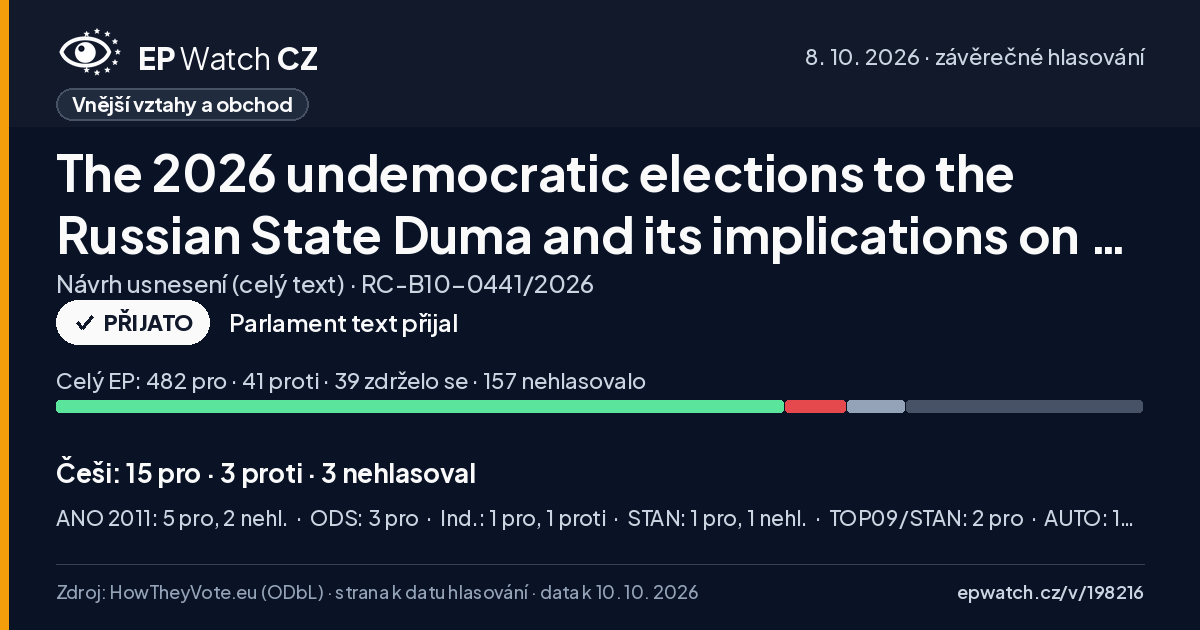 EP Watch CZ
8. 10. 2026 · závěrečné hlasování
Vnější vztahy a obchod
The 2026 undemocratic elections to the
Russian State Duma and its implications on …
Návrh usnesení (celý text) · RC-B10-0441/2026
✓ PŘIJATO Parlament text přijal
Celý EP: 482 pro · 41 proti · 39 zdrželo se · 157 nehlasovalo
Češi: 15 pro · 3 proti · 3 nehlasoval
ANO 2011: 5 pro, 2 nehl. · ODS: 3 pro · Ind.: 1 pro, 1 proti · STAN: 1 pro, 1 nehl. · TOP09/STAN: 2 pro · AUTO: 1…
Zdroj: HowTheyVote.eu (ODbL) · strana k datu hlasování · data k 10. 10. 2026
epwatch.cz/v/198216